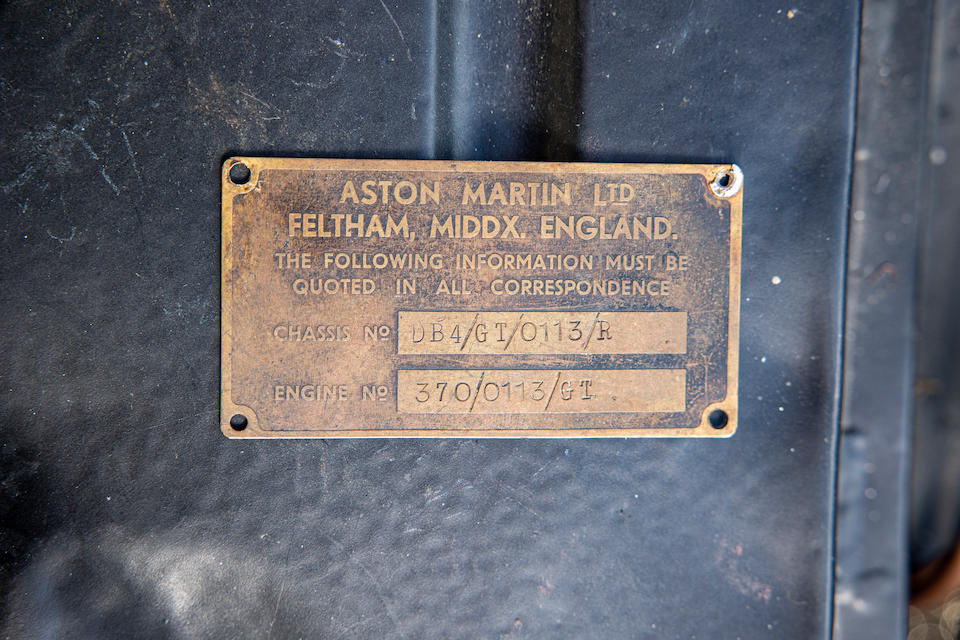 ASTON MARTIN LTD
FELTHAM, MIDDX. ENGLAND.
THE FOLLOWING INFORMATION MUST BE
QUOTED IN ALL CORRESPONDENCE
CHASSIS Nº DB4/GT/0113/R
ENGINE Nº 370/0113/GT